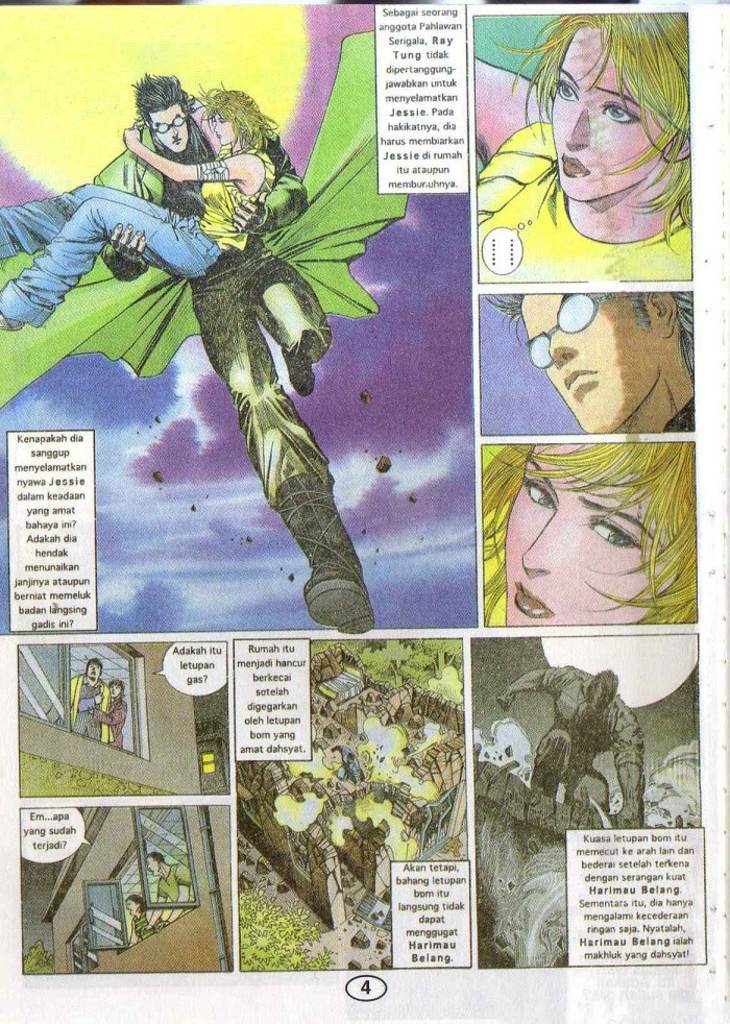 Sebagai seorang
anggota Pahlawan
Serigala, Ray
Tung tidak
dipertanggung-
jawabkan untuk
menyelamatkan
Jessie. Pada
hakikatnya, dia
harus membiarkan
Jessie di rumah
itu ataupun
membunuhnya.
Kenapakah dia
sanggup
menyelamatkan
nyawa Jessie
dalam keadaan
yang amat
bahaya ini?
Adakah dia
hendak
menunaikan
janjinya ataupun
berniat memeluk
badan langsing
gadis ini?
Adakah itu
letupan
gas?
Em...apa
yang sudah
terjadi?
Rumah itu
menjadi hancur
berkecai
setelah
digegarkan
oleh letupan
bom yang
amat dahsyat.
Akan tetapi,
bahang letupan
bom itu
langsung tidak
dapat
menggugat
Harimau
Belang.
Kuasa letupan bom itu
memecut ke arah lain dan
bederai setelah terkena
dengan serangan kuat
Harimau Belang.
Sementara itu, dia hanya
mengalami kecederaan
ringan saja. Nyatalah,
Harimau Belang ialah
makhluk yang dahsyat!
4